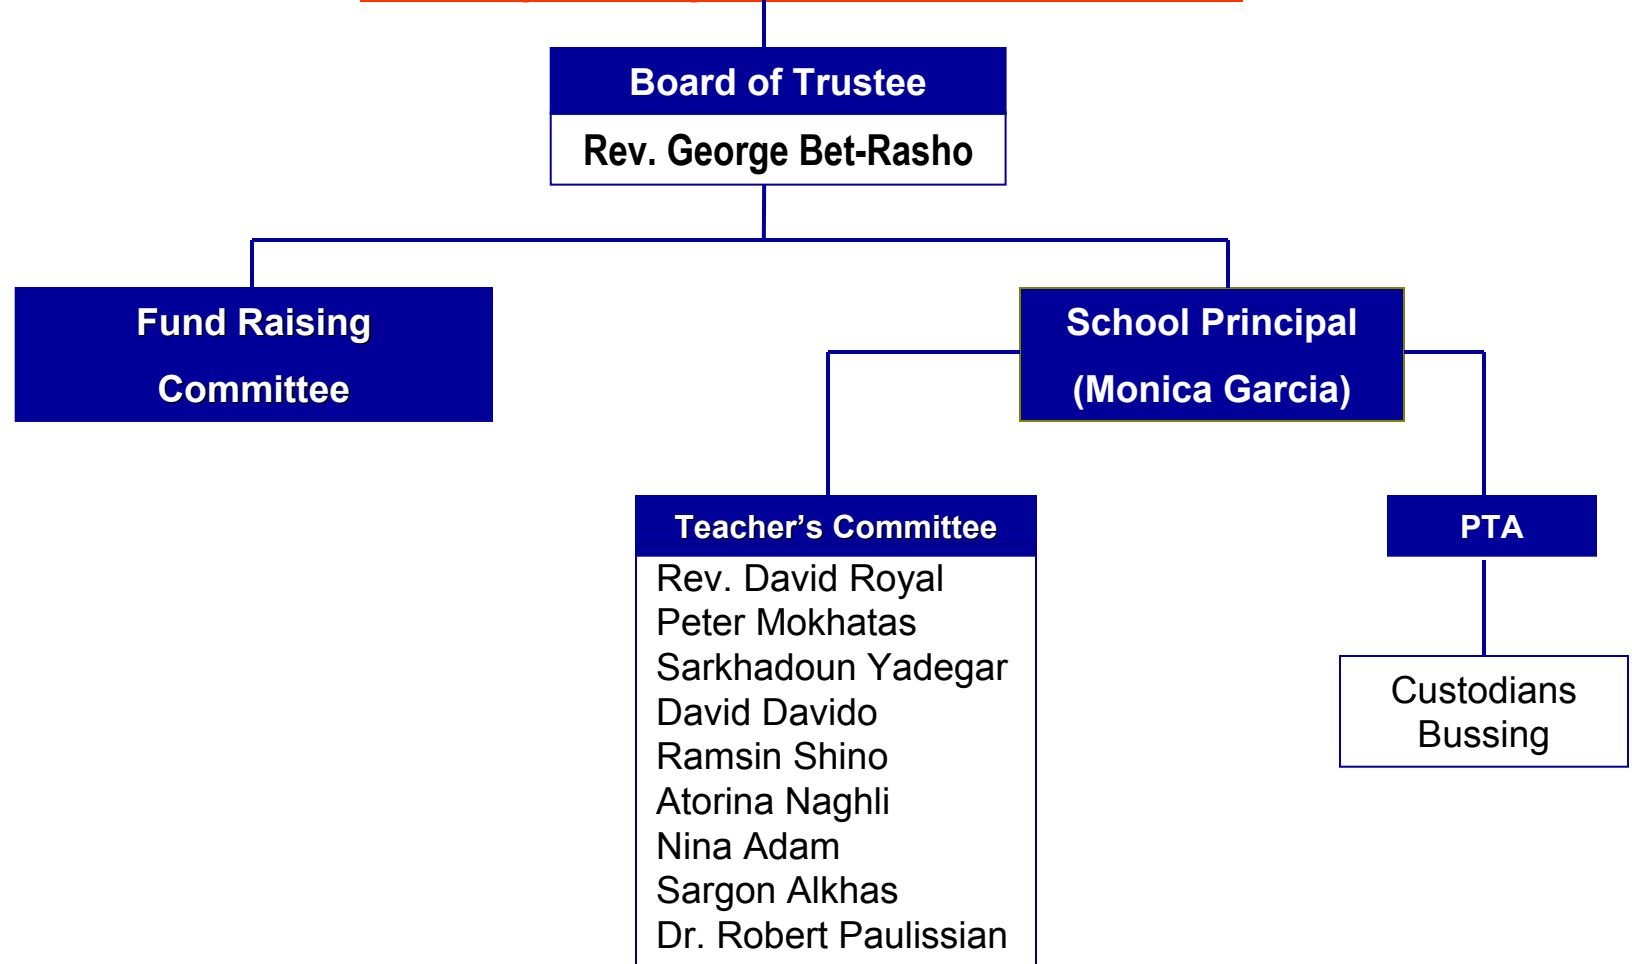 Board of Trustee
Rev. George Bet-Rasho
Fund Raising
Committee
School Principal
(Monica Garcia)
Teacher’s Committee
Rev. David Royal
Peter Mokhatas
Sarkhadoun Yadegar
David Davido
Ramsin Shino
Atorina Naghli
Nina Adam
Sargon Alkhas
Dr. Robert Paulissian
PTA
Custodians
Bussing